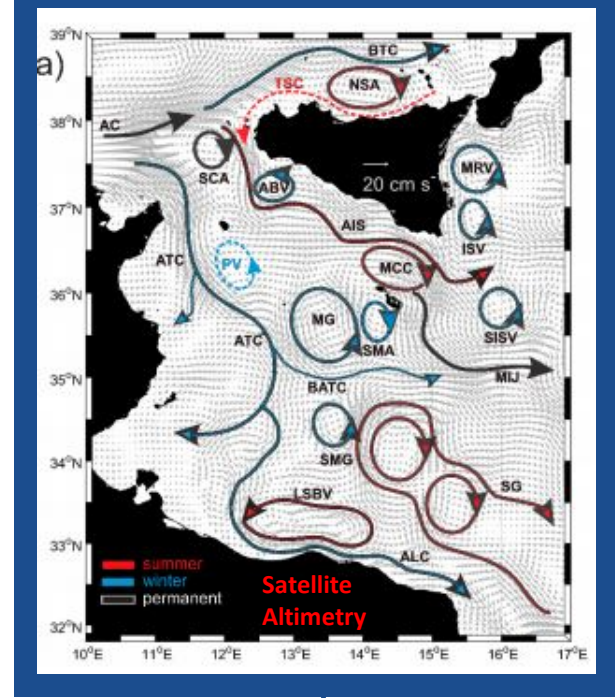 39°N
a)
BTC
NSA
TSC
38°N
AC
SCA
ABV
20 cm s
MRV
37°N
AIS
ISV
ATC
PV
MCC
36°N
MG
SMA
SISV
ATC
MIJ
35°N
BATC
SMG
34°N
LSBV
SG
33°N
ALC
summer
winter
permanent
Satellite
Altimetry
32°N
10°E 11°E 12°E 13°E 14°E 15°E 16°E 17°E